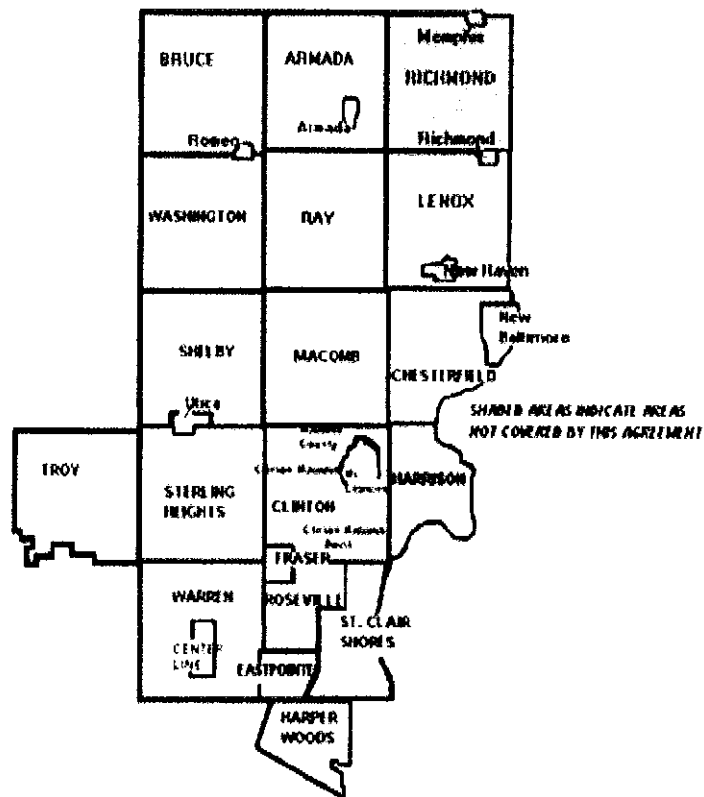 Memphis
BRUCE
ARMADA
RICHMOND
Armada
Romeo
Richmond
LENOX
WASHINGTON
RAY
New Haven
New
Baltimore
SHELBY
MACOMB
CHESTERFIELD
Utica
SHADED AREAS INDICATE AREAS
NOT COVERED BY THIS AGREEMENT
County
TROY
HARRISON
STERLING
HEIGHTS
CLINTON
FRASER
WARREN
ROSEVILLE
ST. CLAIR
SHORES
CENTER
LINE
EASTPOINTE
HARPER
WOODS